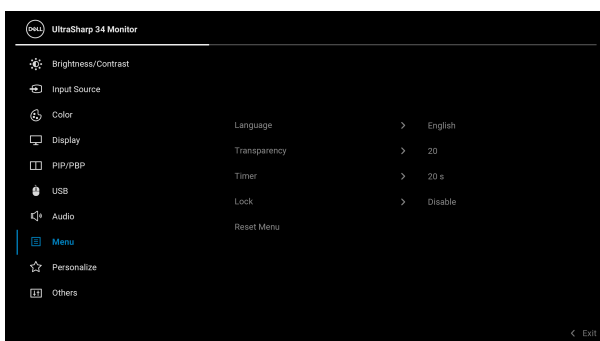 DELL UltraSharp 34 Monitor
Brightness/Contrast
Input Source
Color
Display
PIP/PBP
USB
Audio
Menu
Personalize
Others
Language > English
Transparency > 20
Timer > 20 s
Lock > Disable
Reset Menu
< Exit